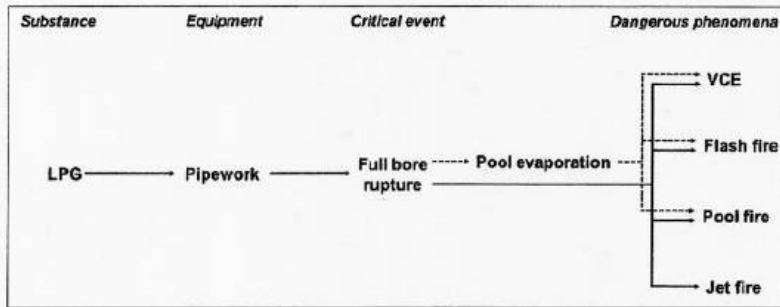 Substance Equipment Critical event Dangerous phenomena
VCE
Flash fire
LPG Pipework Full bore rupture Pool evaporation
Pool fire
Jet fire